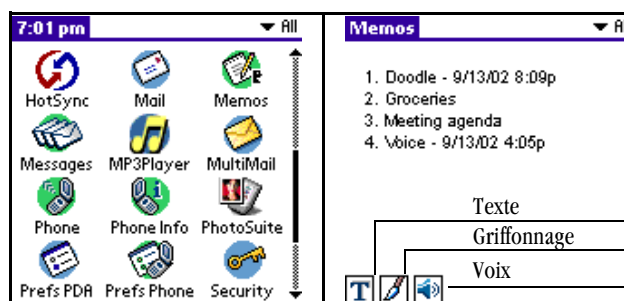 7:01 pm
All
HotSync Mail Memos
Messages MP3Player MultiMail
Phone Phone Info PhotoSuite
Prefs PDA Prefs Phone Security
Memos
1. Doodle - 9/13/02 8:09p
2. Groceries
3. Meeting agenda
4. Voice - 9/13/02 4:05p
Texte
Griffonnage
Voix
T